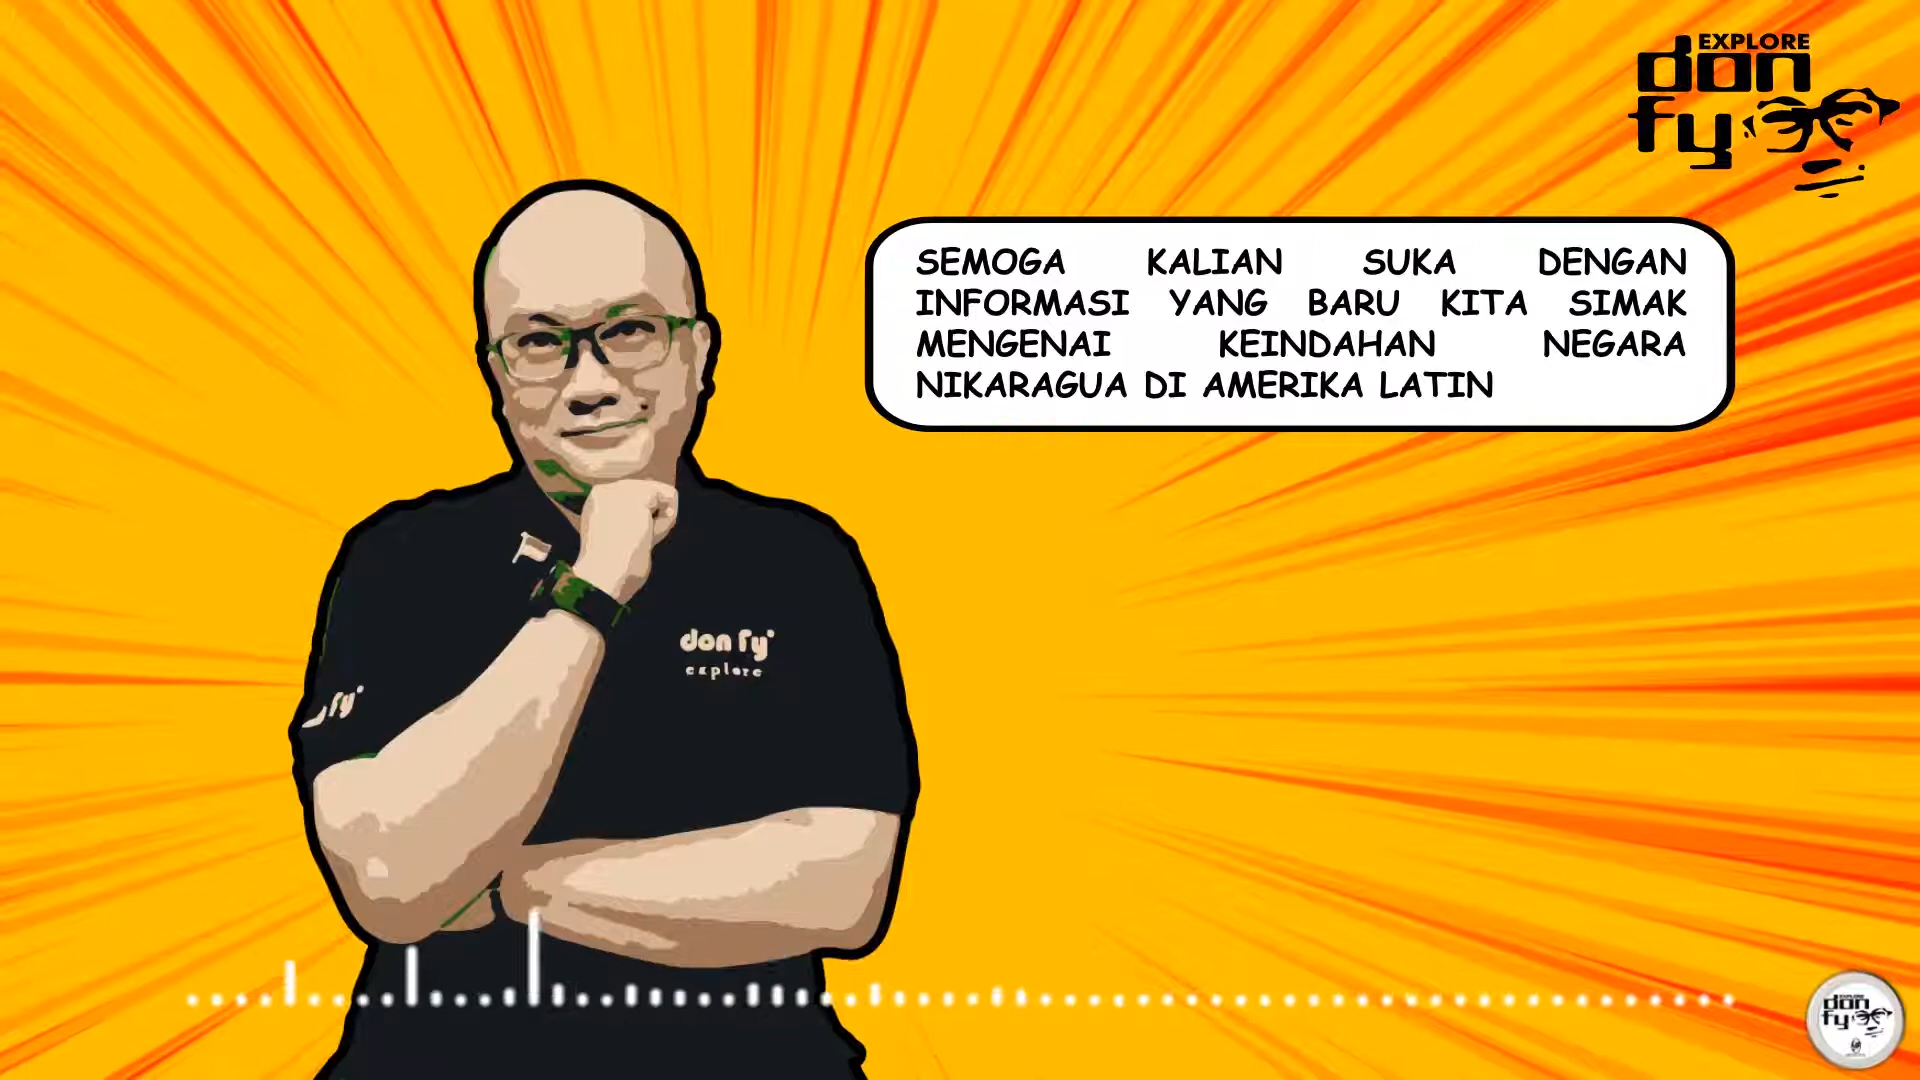 EXPLORE
don
fy
SEMOGA KALIAN SUKA DENGAN
INFORMASI YANG BARU KITA SIMAK
MENGENAI KEINDAHAN NEGARA
NIKARAGUA DI AMERIKA LATIN
don fy
explore
fy
EXPLORE
don
fy